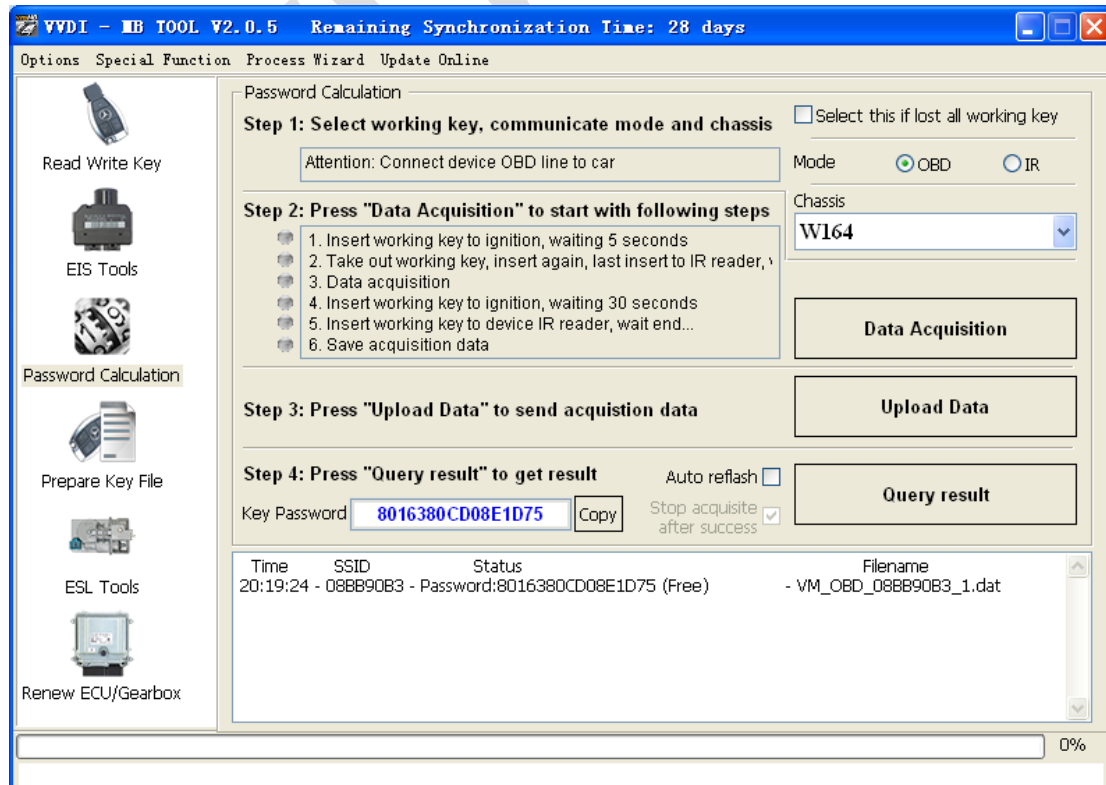 VVDI - MB TOOL V2.0.5 Remaining Synchronization Time: 28 days
Options Special Function Process Wizard Update Online
Read Write Key
EIS Tools
Password Calculation
Prepare Key File
ESL Tools
Renew ECU/Gearbox
Password Calculation
Step 1: Select working key, communicate mode and chassis
Attention: Connect device OBD line to car
Select this if lost all working key
Mode OBD IR
Chassis
W164
Step 2: Press "Data Acquisition" to start with following steps
1. Insert working key to ignition, waiting 5 seconds
2. Take out working key, insert again, last insert to IR reader,
3. Data acquisition
4. Insert working key to ignition, waiting 30 seconds
5. Insert working key to device IR reader, wait end...
6. Save acquisition data
Data Acquisition
Step 3: Press "Upload Data" to send acquistion data
Upload Data
Step 4: Press "Query result" to get result
Auto reflash
Key Password 8016380CD08E1D75 Copy
Stop acquisite
after success
Query result
Time SSID Status Filename
20:19:24 - 08BB90B3 - Password:8016380CD08E1D75 (Free) - VM_OBD_08BB90B3_1.dat
0%